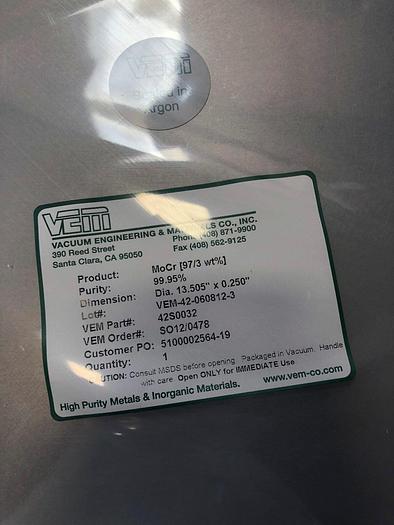 VEM
Sealed in
Argon
VEM
VACUUM ENGINEERING & MATERIALS CO., INC.
390 Reed Street Phone (408) 871-9900
Santa Clara, CA 95050 Fax (408) 562-9125
Product: MoCr [97/3 wt%]
Purity: 99.95%
Dimension: Dia. 13.505" x 0.250"
Lot#: VEM-42-060812-3
VEM Part#: 42S0032
VEM Order#: SO12/0478
Customer PO: 5100002564-19
Quantity: 1
CAUTION: Consult MSDS before opening. Packaged in Vacuum. Handle
with care. Open ONLY for IMMEDIATE Use
High Purity Metals & Inorganic Materials. www.vem-co.com